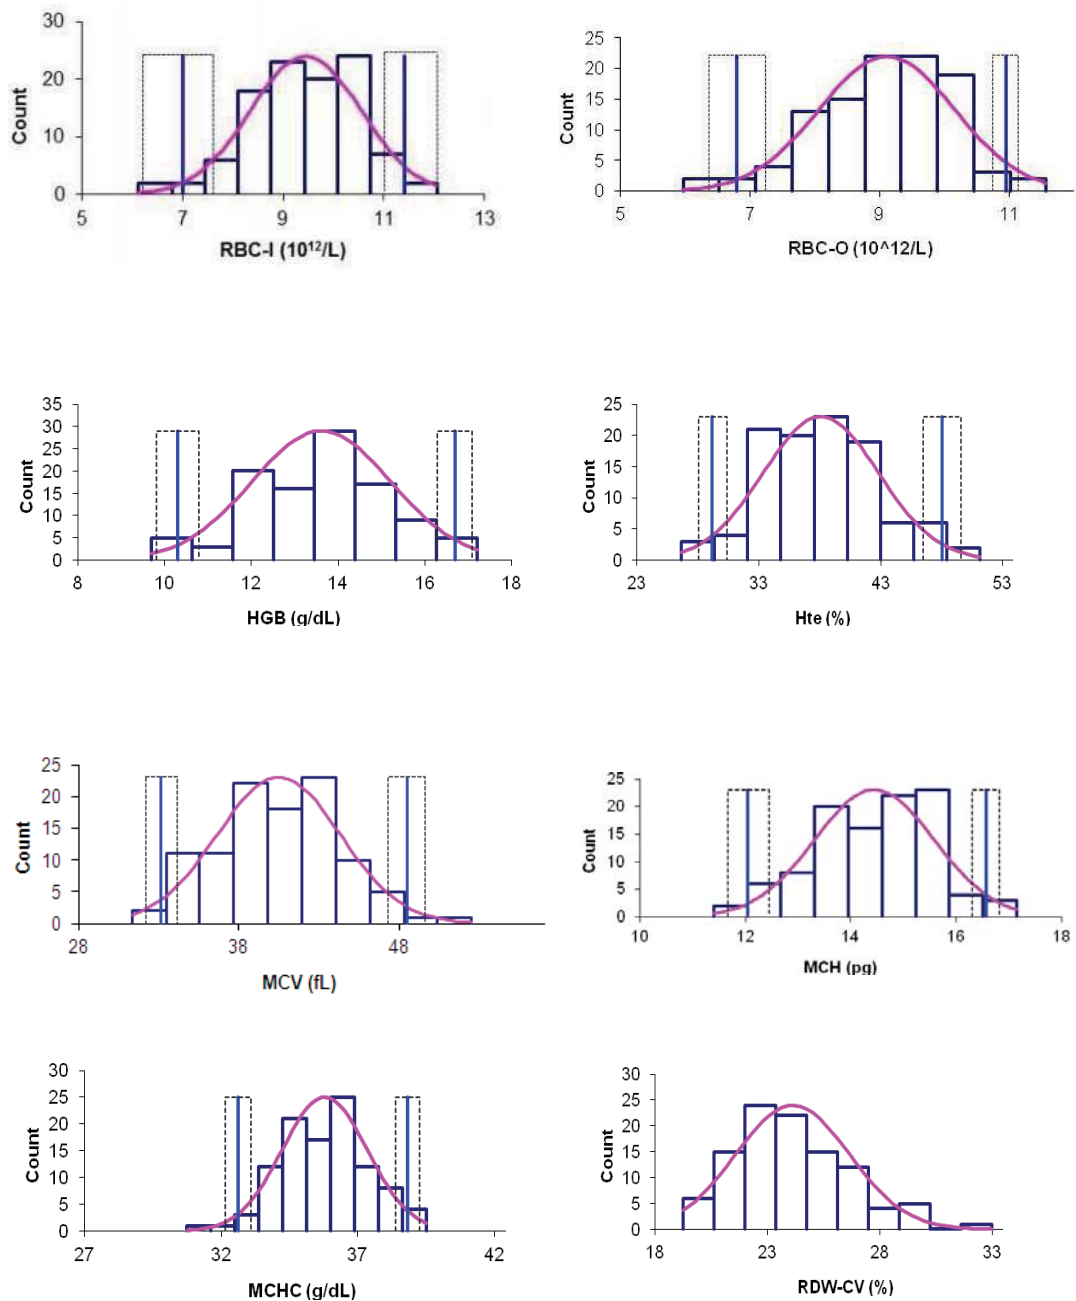 30
20
10
0
Count
5 7 9 11 13
RBC-I (10¹²/L)
25
20
15
10
5
0
Count
5 7 9 11
RBC-O (10^12/L)
35
30
25
20
15
10
5
0
Count
8 10 12 14 16 18
HGB (g/dL)
25
20
15
10
5
0
Count
23 33 43 53
Hte (%)
25
20
15
10
5
0
Count
28 38 48
MCV (fL)
25
20
15
10
5
0
Count
10 12 14 16 18
MCH (pg)
30
25
20
15
10
5
0
Count
27 32 37 42
MCHC (g/dL)
30
25
20
15
10
5
0
Count
18 23 28 33
RDW-CV (%)